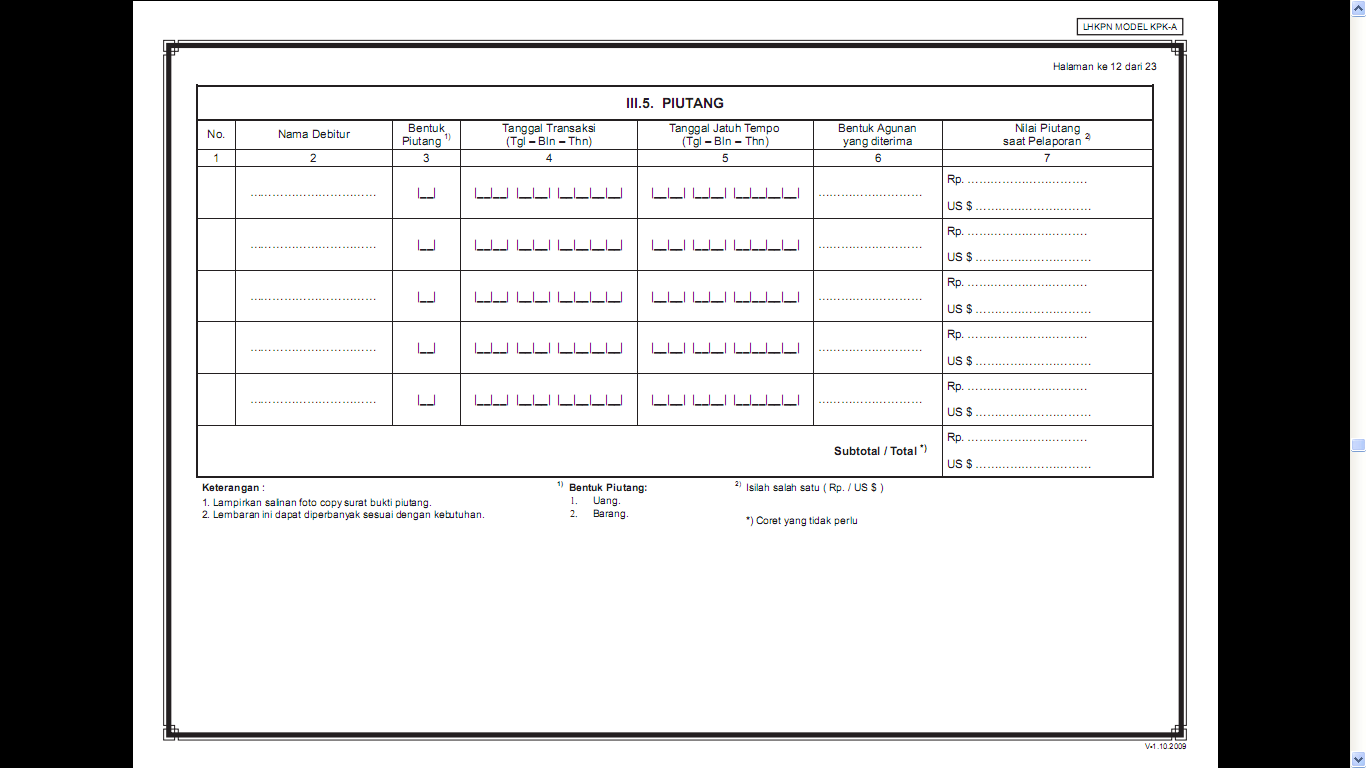 LHKPN MODEL KPK-A
Halaman ke 12 dari 23
III.5. PIUTANG
No. Nama Debitur Bentuk Piutang 1) Tanggal Transaksi (Tgl – Bln – Thn) Tanggal Jatuh Tempo (Tgl – Bln – Thn) Bentuk Agunan yang diterima Nilai Piutang saat Pelaporan 2)
1 2 3 4 5 6 7
Rp. ................................
US $ ...............................
Rp. ................................
US $ ...............................
Rp. ................................
US $ ...............................
Rp. ................................
US $ ...............................
Rp. ................................
US $ ...............................
Subtotal / Total *)
Rp. ................................
US $ ...............................
Keterangan :
1. Lampirkan salinan foto copy surat bukti piutang.
2. Lembaran ini dapat diperbanyak sesuai dengan kebutuhan.
1) Bentuk Piutang:
1. Uang.
2. Barang.
2) Isilah salah satu ( Rp. / US $ )
*) Coret yang tidak perlu
V-1.10.2009